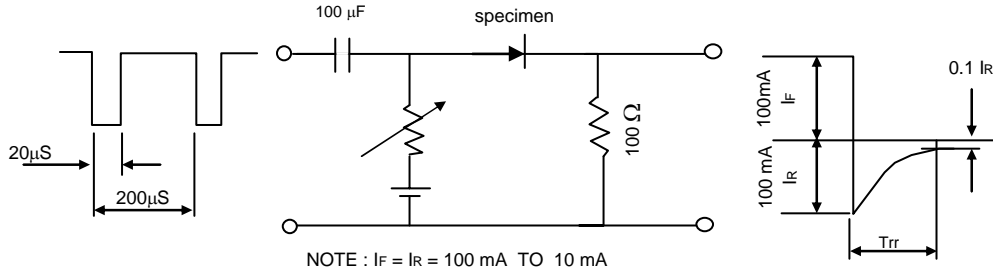 100 μF
specimen
20μS
200μS
100 Ω
100mA
IF
100 mA
IR
0.1 IR
Trr
NOTE : IF = IR = 100 mA TO 10 mA